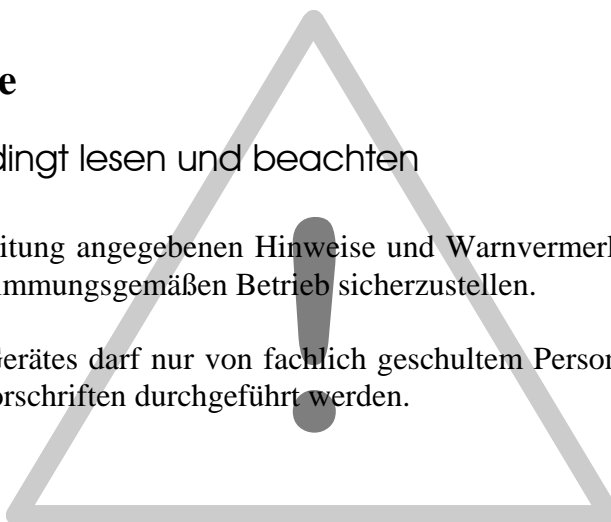 e
dingt lesen und beachten
itung angegebenen Hinweise und Warnvermerk
immungsgemäßen Betrieb sicherzustellen.
Gerätes darf nur von fachlich geschultem Person
orschriften durchgeführt werden.